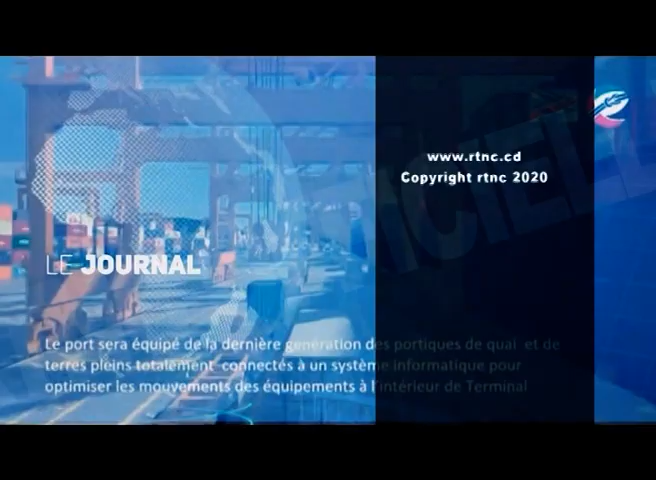 www.rtnc.cd
Copyright rtnc 2020
CIELL
LE JOURNAL
Le port sera équipé de la dernière génération des portiques de quai et de
terres pleins totalement connectés à un système informatique pour
optimiser les mouvements des équipements à l'intérieur de Terminal